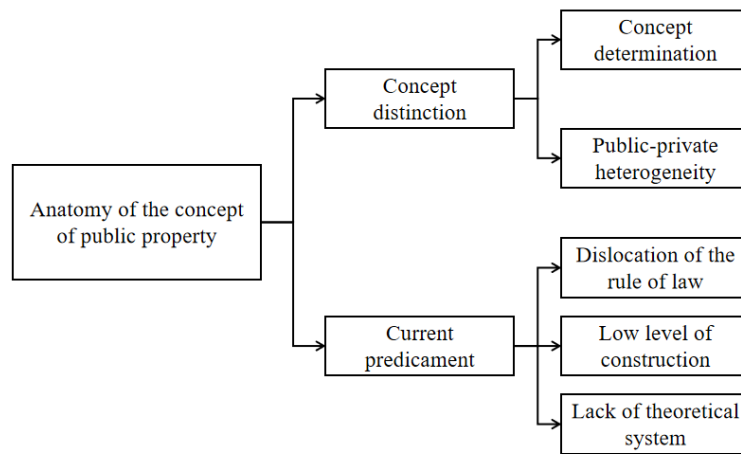 Concept
determination
Concept
distinction
Public-private
heterogeneity
Anatomy of the concept
of public property
Dislocation of the
rule of law
Current
predicament
Low level of
construction
Lack of theoretical
system